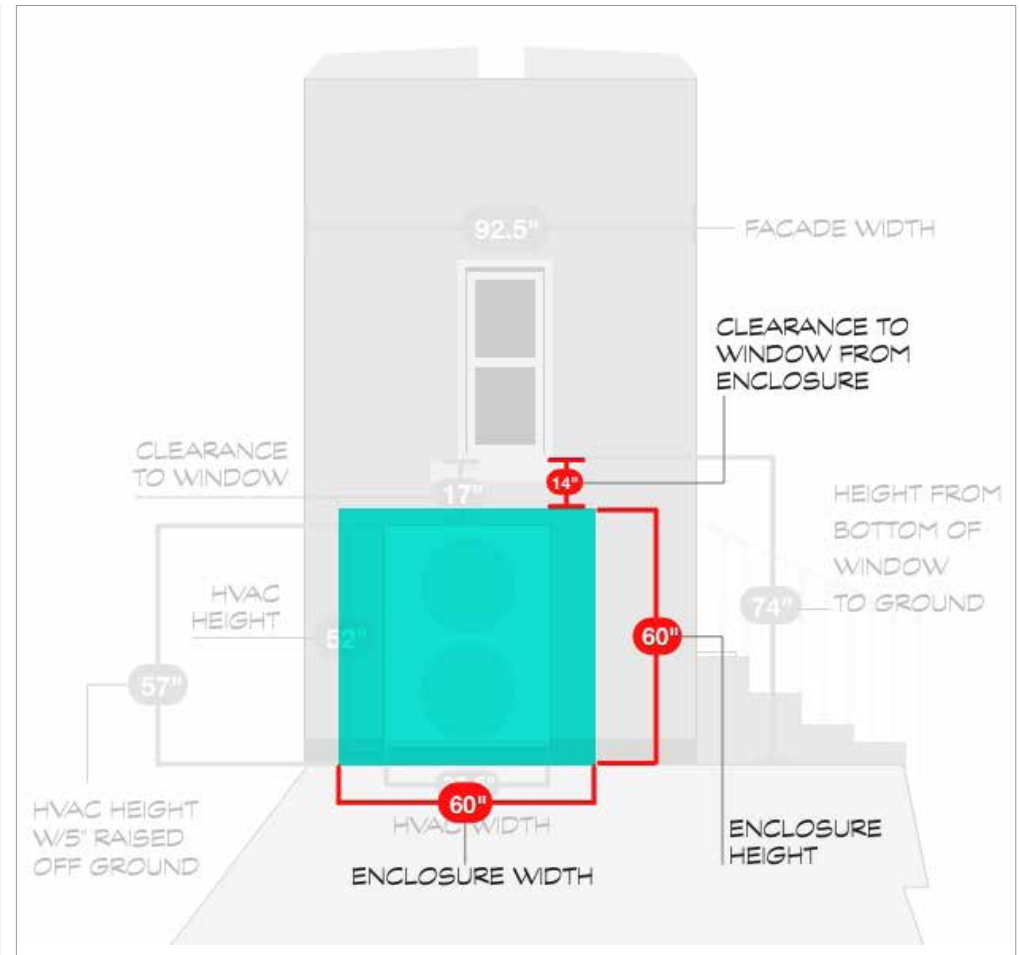 92.5"
FACADE WIDTH
CLEARANCE TO
WINDOW FROM
ENCLOSURE
CLEARANCE
TO WINDOW
17"
14"
HEIGHT FROM
BOTTOM OF
WINDOW
TO GROUND
74"
HVAC
HEIGHT
52"
60"
57"
HVAC HEIGHT
W/5" RAISED
OFF GROUND
60"
HVAC WIDTH
ENCLOSURE WIDTH
ENCLOSURE
HEIGHT